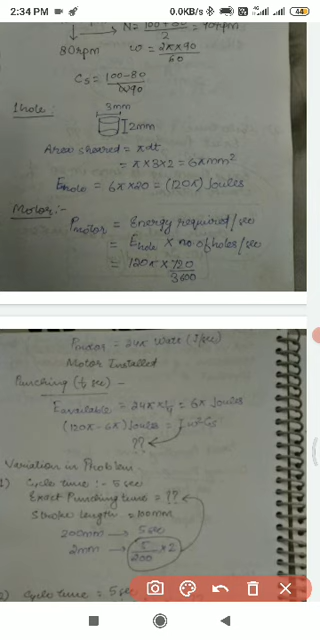 2:34 PM
0.0KB/s
44
N = 100+80 / 2 = 90rpm
80rpm
ω = 2π×90 / 60
Cs = 100-80 / 90
1 hole :-
3mm
2mm
Area sheared = πdt
= π×3×2 = 6π mm²
Ehole = 6π×20 = (120π) Joules
Motor :-
Pmotor = Energy required/sec
= Ehole × no of holes/sec
= 120π × 720 / 3600
Pmotor = 24π Watt (J/sec)
Motor Installed
Punching (¼ sec) -
Eavailable = 24π×¼ = 6π Joules
(120π - 6π) Joules = Iω²Cs
??
Variation in Problem
1) Cycle time :- 5 sec
Exact Punching time = ??
Stroke length = 100mm
200mm → 5 sec
2mm → 5/200 × 2
2) Cycle time = 5 sec